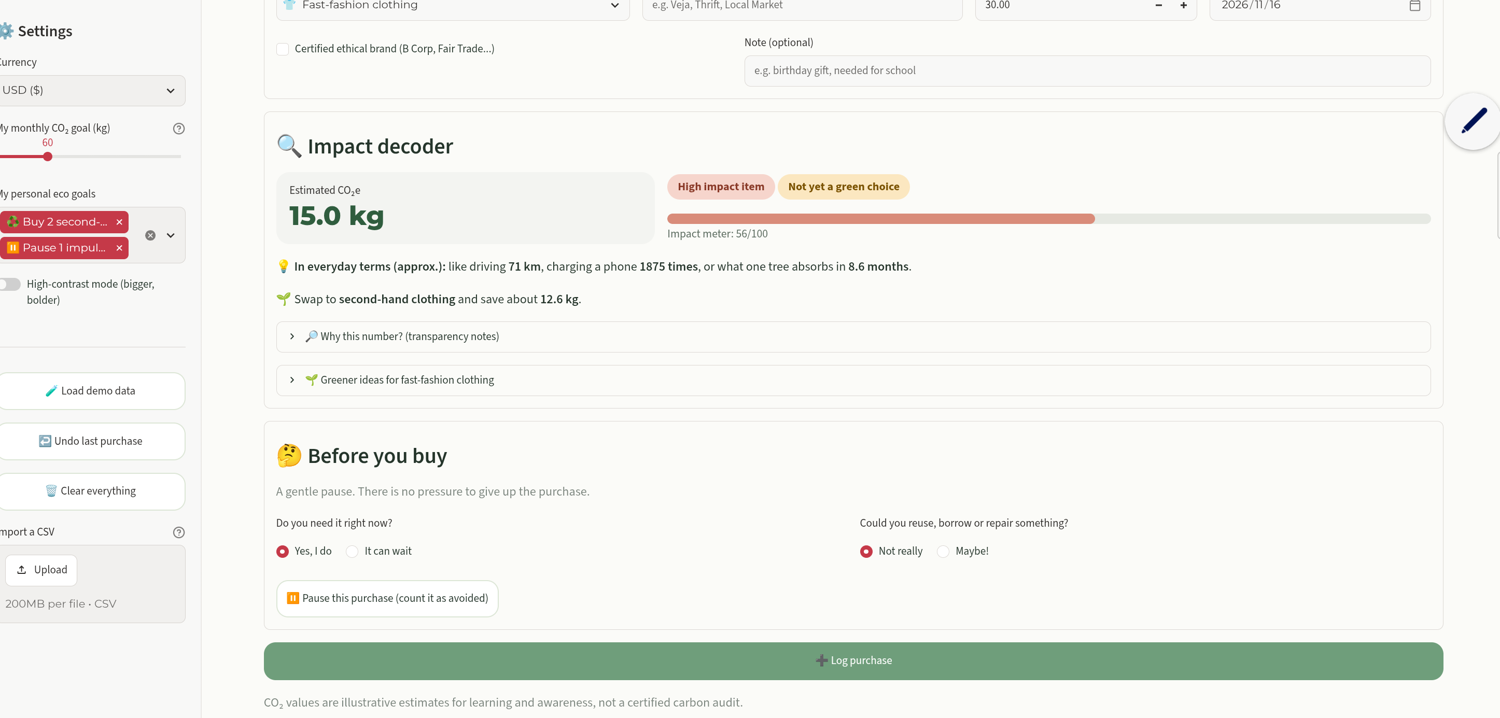 Settings
Currency
USD ($)
My monthly CO₂ goal (kg)
60
My personal eco goals
Buy 2 second-...
Pause 1 impul...
High-contrast mode (bigger,
bolder)
Load demo data
Undo last purchase
Clear everything
Import a CSV
Upload
200MB per file • CSV
Fast-fashion clothing
e.g. Veja, Thrift, Local Market
30.00
2026/11/16
Certified ethical brand (B Corp, Fair Trade...)
Note (optional)
e.g. birthday gift, needed for school
Impact decoder
Estimated CO₂e
15.0 kg
High impact item
Not yet a green choice
Impact meter: 56/100
In everyday terms (approx.): like driving 71 km, charging a phone 1875 times, or what one tree absorbs in 8.6 months.
Swap to second-hand clothing and save about 12.6 kg.
Why this number? (transparency notes)
Greener ideas for fast-fashion clothing
Before you buy
A gentle pause. There is no pressure to give up the purchase.
Do you need it right now?
Yes, I do
It can wait
Could you reuse, borrow or repair something?
Not really
Maybe!
Pause this purchase (count it as avoided)
Log purchase
CO₂ values are illustrative estimates for learning and awareness, not a certified carbon audit.